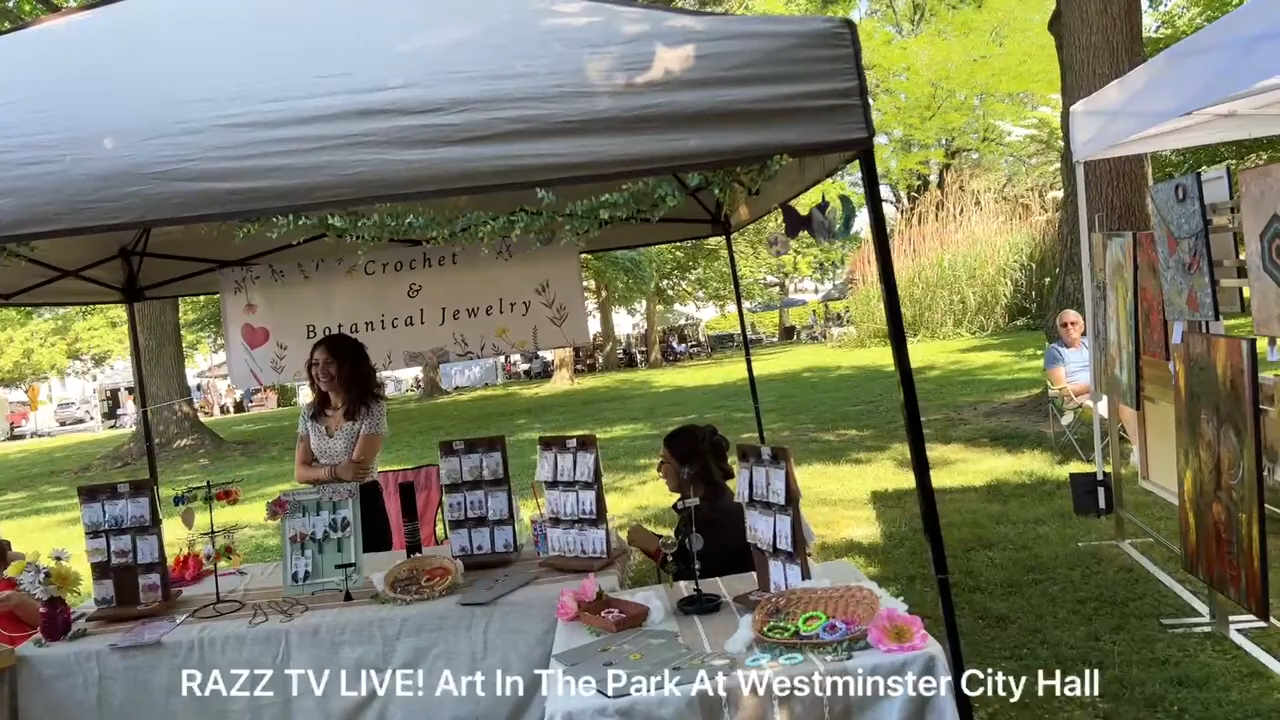 Crochet
&
Botanical Jewelry
RAZZ TV LIVE! Art In The Park At Westminster City Hall